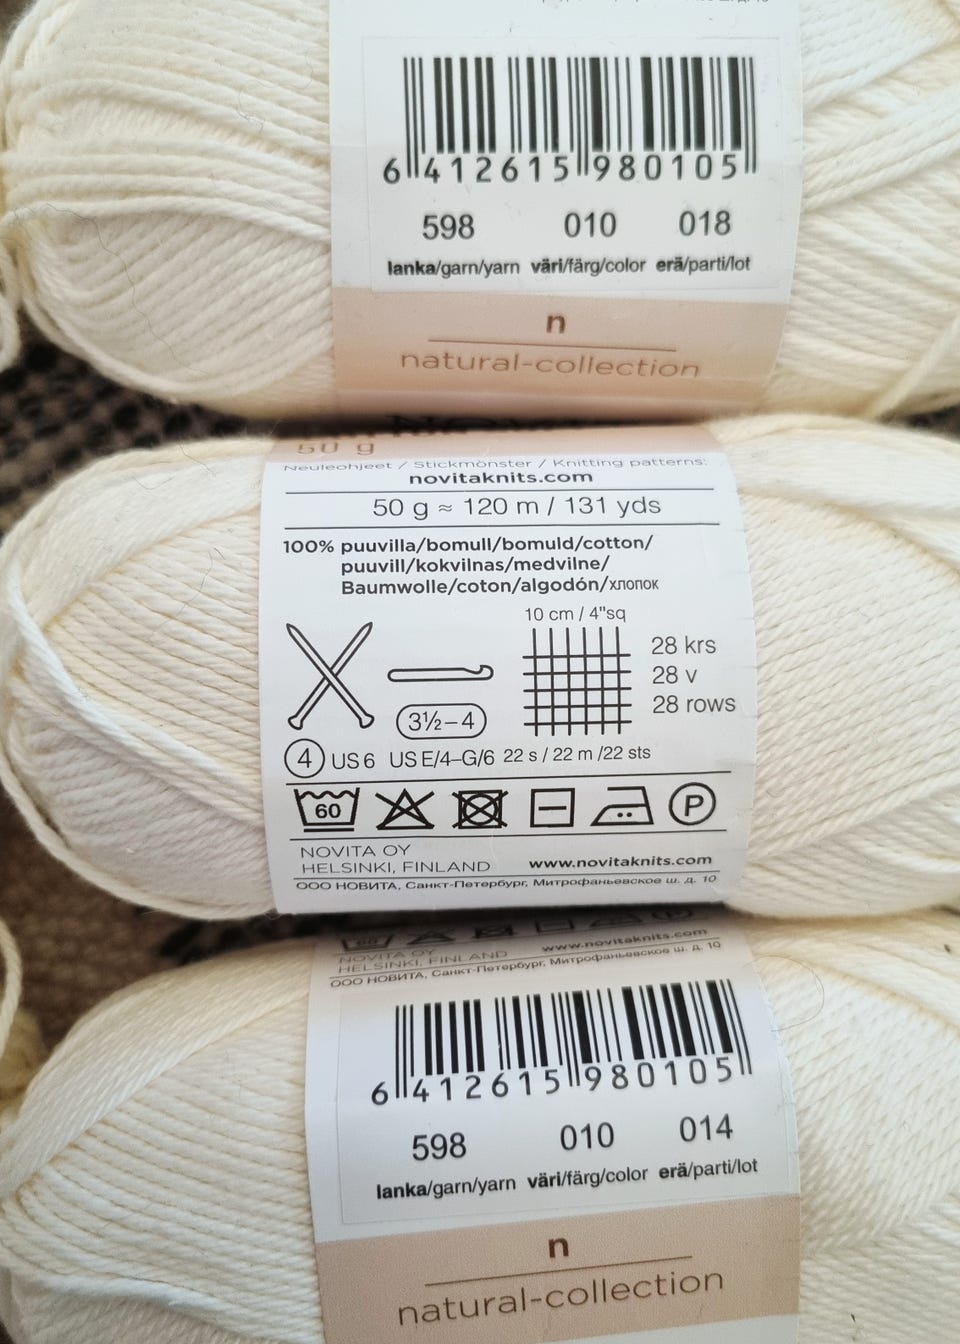 6 412615 980105
598 010 018
lanka/garn/yarn väri/färg/color erä/parti/lot
n
natural-collection
50 g
Neuleohjeet / Stickmönster / Knitting patterns:
novitaknits.com
50 g ≈ 120 m / 131 yds
100% puuvilla/bomull/bomuld/cotton/
puuvill/kokvilnas/medvilne/
Baumwolle/coton/algodón/хлопок
10 cm / 4"sq
28 krs
28 v
28 rows
3½–4
4 US 6 US E/4–G/6 22 s / 22 m /22 sts
60 P
NOVITA OY
HELSINKI, FINLAND www.novitaknits.com
ООО НОВИТА, Санкт-Петербург, Митрофаньевское ш. д. 10
60
NOVITA OY
HELSINKI, FINLAND www.novitaknits.com
ООО НОВИТА, Санкт-Петербург, Митрофаньевское ш. д. 10
6 412615 980105
598 010 014
lanka/garn/yarn väri/färg/color erä/parti/lot
n
natural-collection